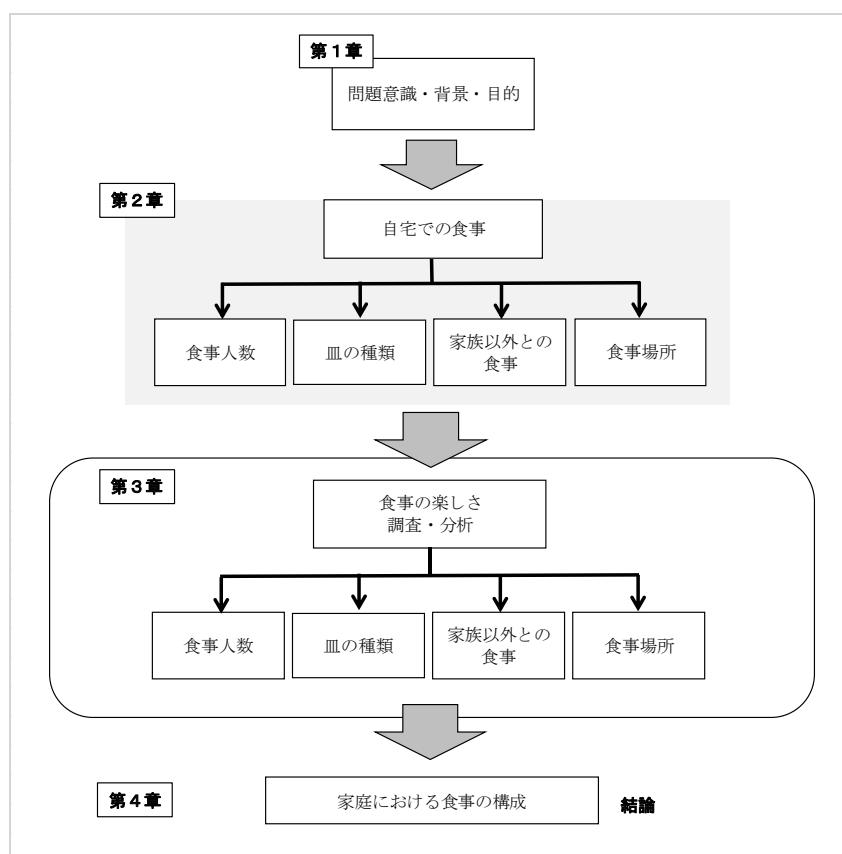 第１章
問題意識・背景・目的
第２章
自宅での食事
食事人数
皿の種類
家族以外との
食事
食事場所
第３章
食事の楽しさ
調査・分析
食事人数
皿の種類
家族以外との
食事
食事場所
第４章
家庭における食事の構成
結論